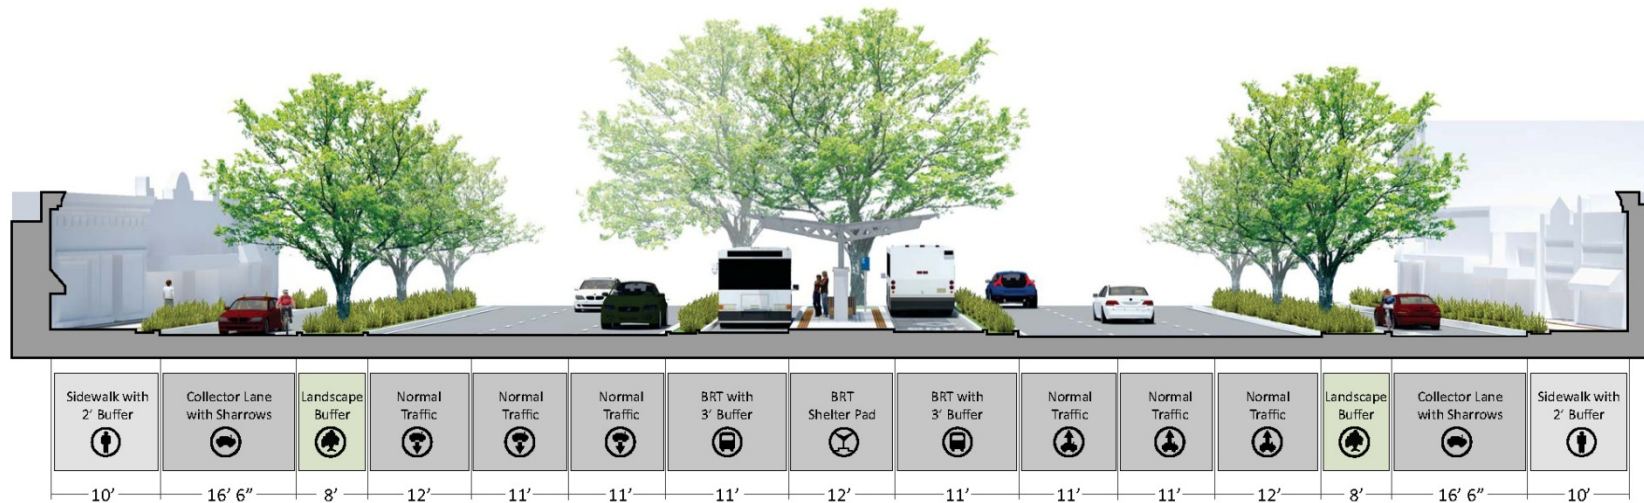 Sidewalk with
2' Buffer
Collector Lane
with Sharrows
Landscape
Buffer
Normal
Traffic
Normal
Traffic
Normal
Traffic
BRT with
3' Buffer
BRT
Shelter Pad
BRT with
3' Buffer
Normal
Traffic
Normal
Traffic
Normal
Traffic
Landscape
Buffer
Collector Lane
with Sharrows
Sidewalk with
2' Buffer
10' 16' 6" 8' 12' 11' 11' 11' 12' 11' 11' 11' 12' 8' 16' 6" 10'